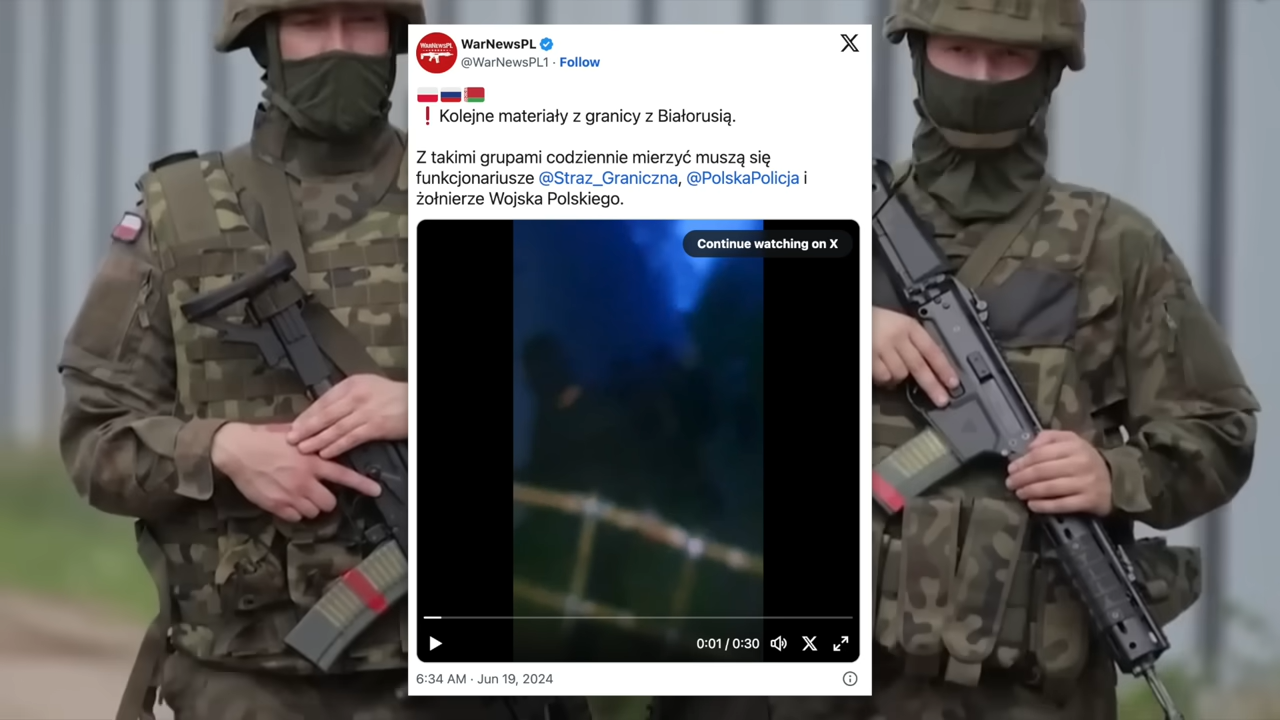 WarNewsPL
@WarNewsPL1 · Follow
🇵🇱🇷🇺🇧🇾
❗ Kolejne materiały z granicy z Białorusią.
Z takimi grupami codziennie mierzyć muszą się
funkcjonariusze @Straz_Graniczna, @PolskaPolicja i
żołnierze Wojska Polskiego.
Continue watching on X
0:01 / 0:30
6:34 AM · Jun 19, 2024